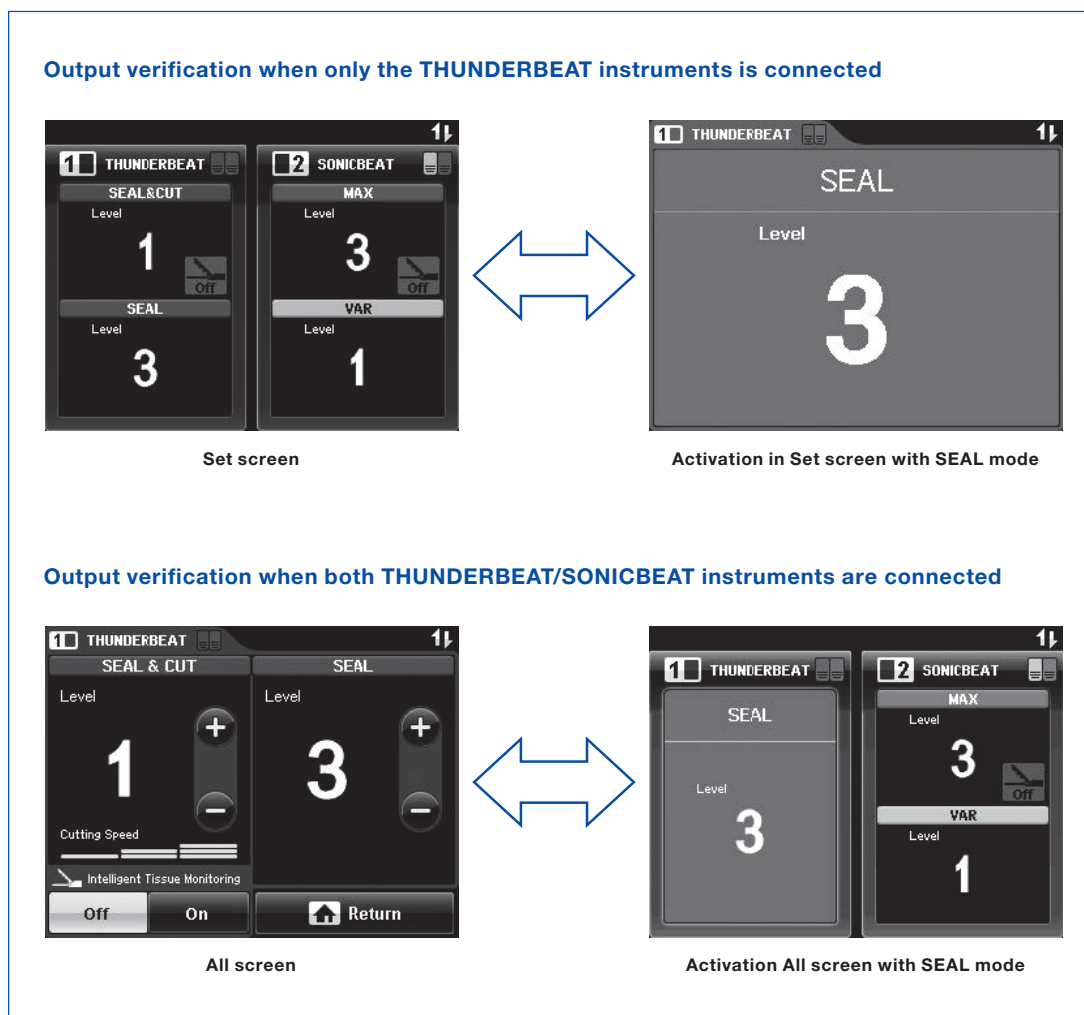 Output verification when only the THUNDERBEAT instruments is connected
1 THUNDERBEAT
SEAL&CUT
Level
1
Off
SEAL
Level
3
2 SONICBEAT
MAX
Level
3
Off
VAR
Level
1
Set screen
1 THUNDERBEAT
SEAL
Level
3
Activation in Set screen with SEAL mode
Output verification when both THUNDERBEAT/SONICBEAT instruments are connected
1 THUNDERBEAT
SEAL & CUT
Level
1
+
−
Cutting Speed
Intelligent Tissue Monitoring
Off On
SEAL
Level
3
+
−
Return
All screen
1 THUNDERBEAT
SEAL
Level
3
2 SONICBEAT
MAX
Level
3
Off
VAR
Level
1
Activation All screen with SEAL mode